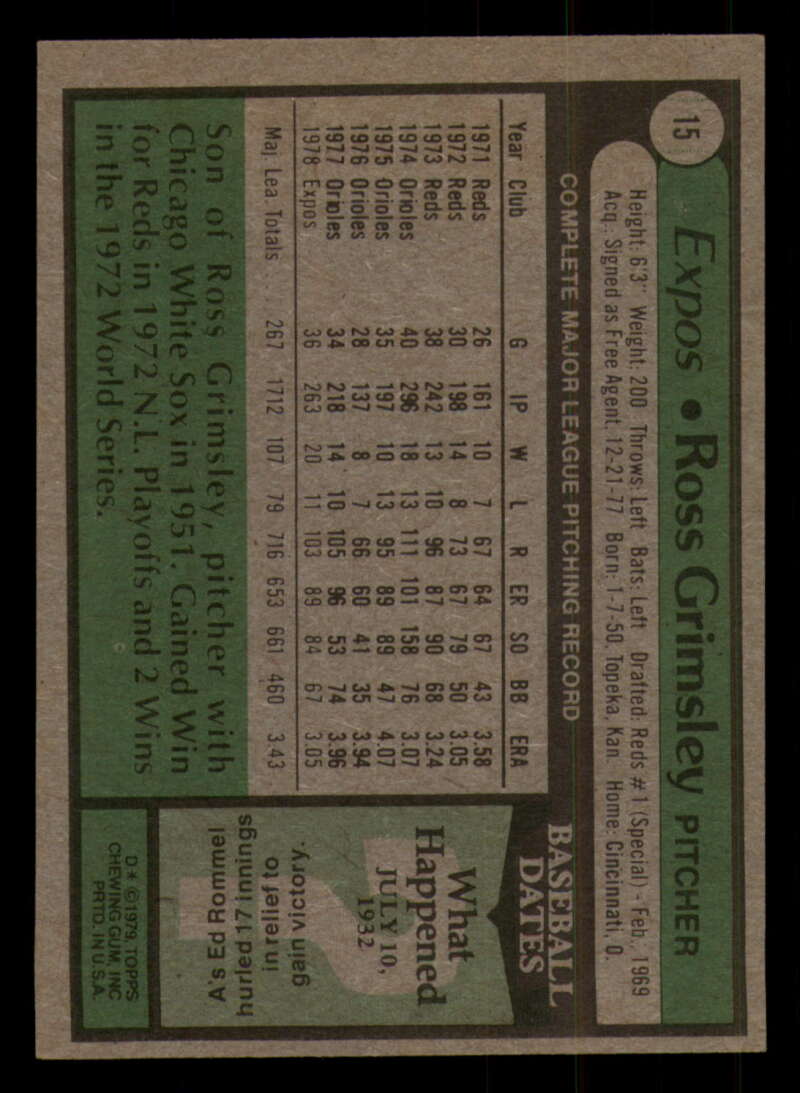 15
Expos • Ross Grimsley PITCHER
Height: 6'3" Weight: 200 Throws: Left Bats: Left Drafted: Reds #1 (Special) - Feb. 1969
Acq.: Signed as Free Agent, 12-21-77 Born: 1-7-50, Topeka, Kan Home: Cincinnati, O.
COMPLETE MAJOR LEAGUE PITCHING RECORD
Year Club G IP W L R ER SO BB ERA
1971 Reds 26 161 10 7 67 64 67 43 3.58
1972 Reds 30 198 14 8 73 67 79 50 3.05
1973 Reds 38 242 13 10 96 87 90 68 3.24
1974 Orioles 40 296 18 13 111 101 158 76 3.07
1975 Orioles 35 197 10 13 95 89 89 47 4.07
1976 Orioles 28 137 8 7 66 60 41 35 3.94
1977 Orioles 34 218 14 10 105 96 53 74 3.96
1978 Expos 36 263 20 11 103 89 84 67 3.05
Maj. Lea Totals 267 1712 107 79 716 653 661 460 3.43
Son of Ross Grimsley, pitcher with
Chicago White Sox in 1951. Gained Win
for Reds in 1972 N.L. Playoffs and 2 Wins
in the 1972 World Series.
BASEBALL
DATES
What
Happened
JULY 10,
1932
?
A's Ed Rommel
hurled 17 innings
in relief to
gain victory.
D* ©1979 TOPPS
CHEWING GUM, INC
PRTD. IN U.S.A.